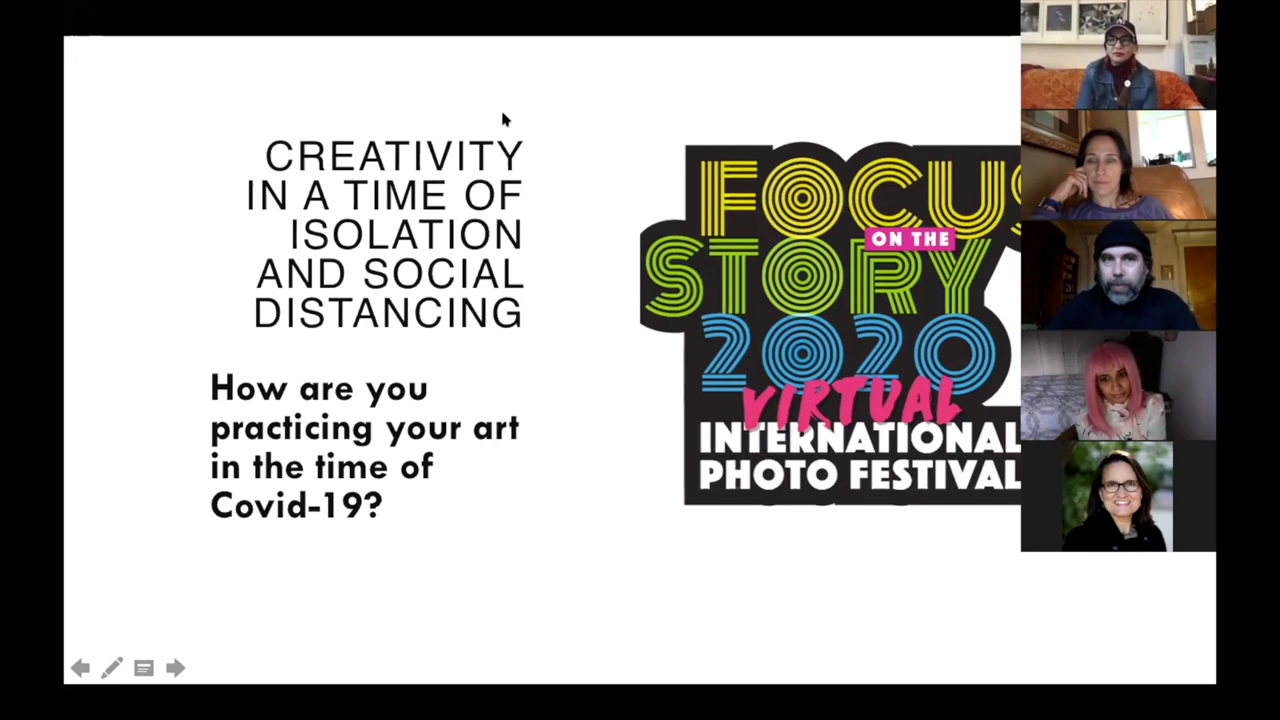 CREATIVITY
IN A TIME OF
ISOLATION
AND SOCIAL
DISTANCING
How are you
practicing your art
in the time of
Covid-19?
FOCUS
ON THE
STORY
2020
VIRTUAL
INTERNATIONAL
PHOTO FESTIVAL